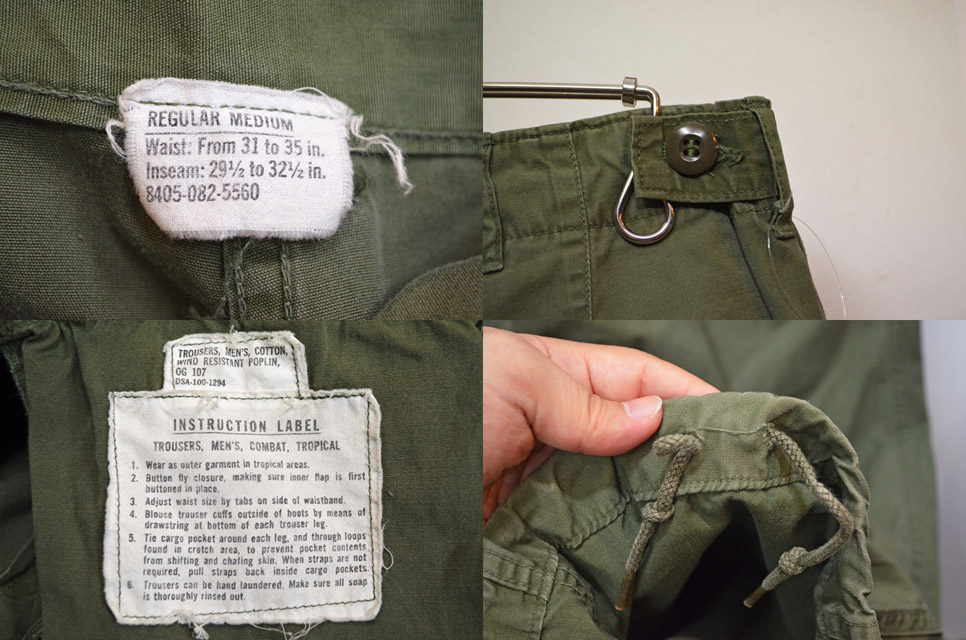 REGULAR MEDIUM
Waist: From 31 to 35 in.
Inseam: 29½ to 32½ in.
8405-082-5560
TROUSERS, MEN'S, COTTON,
WIND RESISTANT POPLIN,
OG 107
DSA-100-1294
INSTRUCTION LABEL
TROUSERS, MEN'S, COMBAT, TROPICAL
1. Wear as outer garment in tropical areas.
2. Button fly closure, making sure inner flap is first
buttoned in place.
3. Adjust waist size by tabs on side of waistband.
4. Blouse trouser cuffs outside of boots by means of
drawstring at bottom of each trouser leg.
5. Tie cargo pocket around each leg, and through loops
found in crotch area, to prevent pocket contents
from shifting and chafing skin. When straps are not
required, pull straps back inside cargo pockets.
6. Trousers can be hand laundered. Make sure all soap
is thoroughly rinsed out.